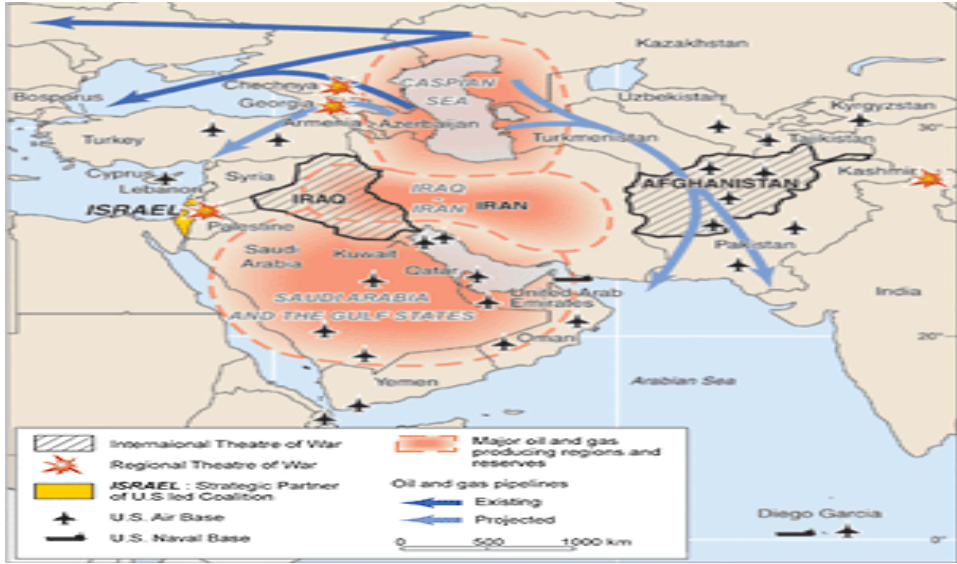 Kazakhstan
CASPIAN
SEA
Chechnya
Bosporus
Georgia
Uzbekistan
Kyrgyzstan
Armenia
Azerbaijan
30°
Turkey
Turkmenistan
Tajikistan
Cyprus
Syria
Kashmir
Lebanon
AFGHANISTAN
IRAQ
IRAQ
IRAN
IRAN
ISRAEL
Palestine
Saudi
Arabia
Kuwait
Pakistan
Qatar
India
SAUDI ARABIA
AND THE GULF STATES
United Arab
Emirates
Oman
20°
Yemen
Arabian Sea
Internaional Theatre of War
Regional Theatre of War
ISRAEL : Strategic Partner
of U.S led Coalition
U.S. Air Base
U.S. Naval Base
Major oil and gas
producing regions and
reserves
Oil and gas pipelines
Existing
Projected
0 500 1000 km
Diego Garcia
0°